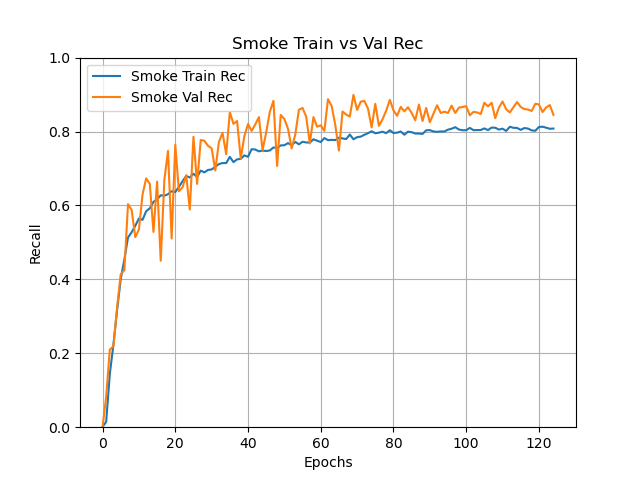 Smoke Train vs Val Rec
Smoke Train Rec
Smoke Val Rec
Recall
1.0
0.8
0.6
0.4
0.2
0.0
0 20 40 60 80 100 120
Epochs